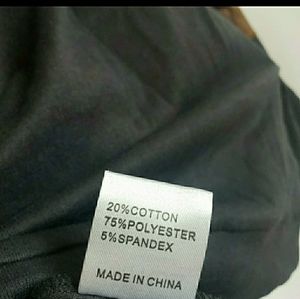 20%COTTON
75%POLYESTER
5%SPANDEX
MADE IN CHINA